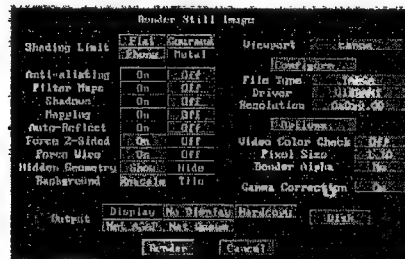 Render Still Image
Shading Limit Flat Gouraud Viewport
Phong Metal Configure
Anti-aliasing On Off File Type
Filter Maps On Off Driver
Shadows On Off Resolution
Mapping On Off
Auto-Reflect On Off Options
Force 2-Sided On Off Video Color Check Off
Force Wire On Off Pixel Size
Hidden Geometry Show Hide Render Alpha No
Background Rescale Tile Gamma Correction On
Output Display No Display Hardcopy Disk
Net ASAP Net Queue
Render Cancel